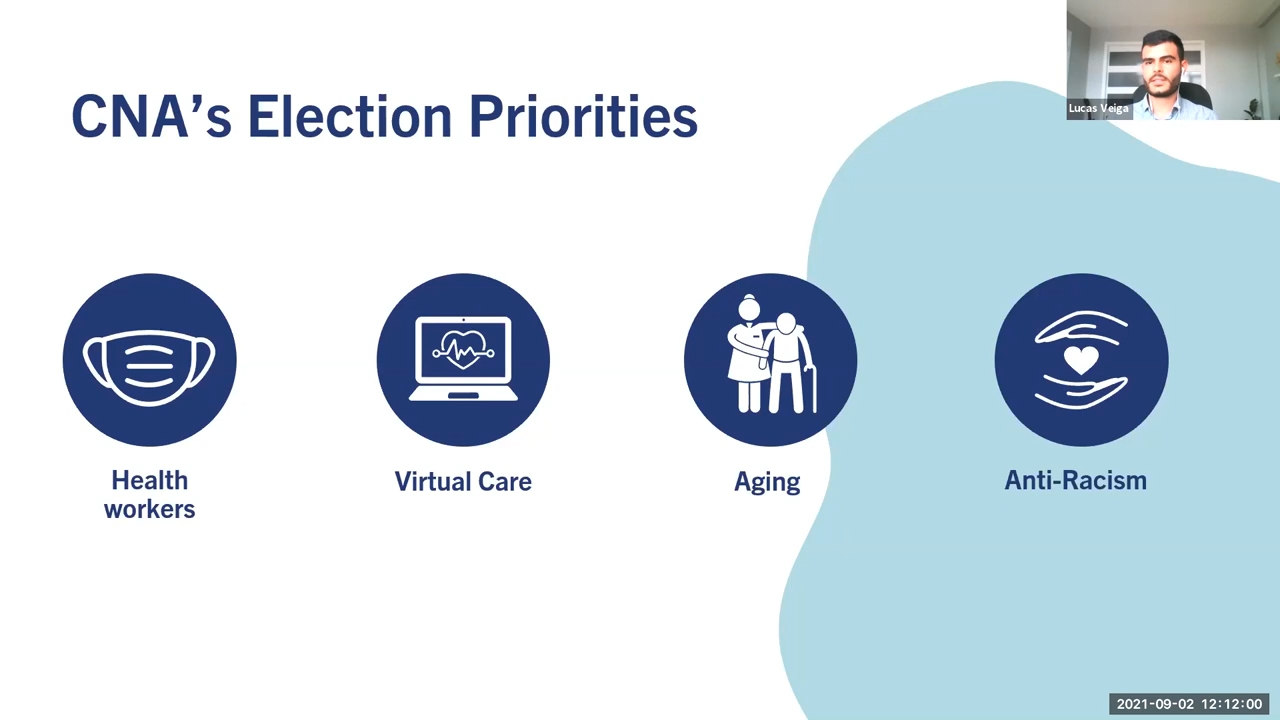 CNA's Election Priorities
Lucas Veiga
Health
workers
Virtual Care
Aging
Anti-Racism
2021-09-02 12:12:00